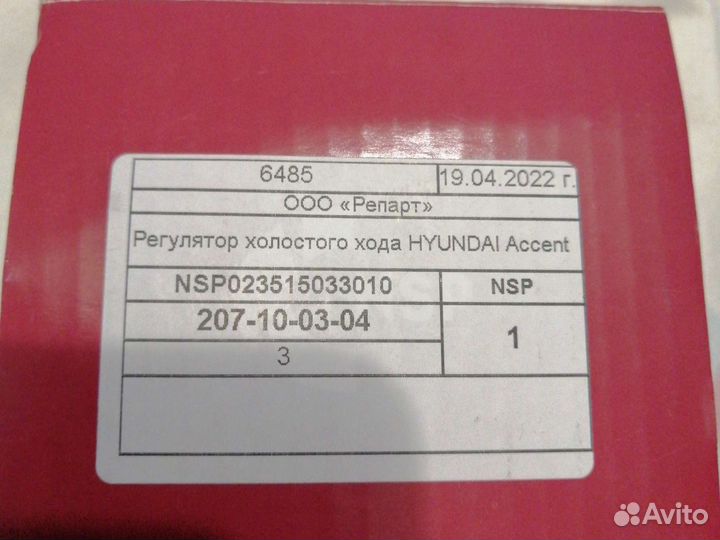 6485 19.04.2022 г.
ООО «Репарт»
Регулятор холостого хода HYUNDAI Accent
NSP023515033010 NSP
207-10-03-04 1
3
Avito